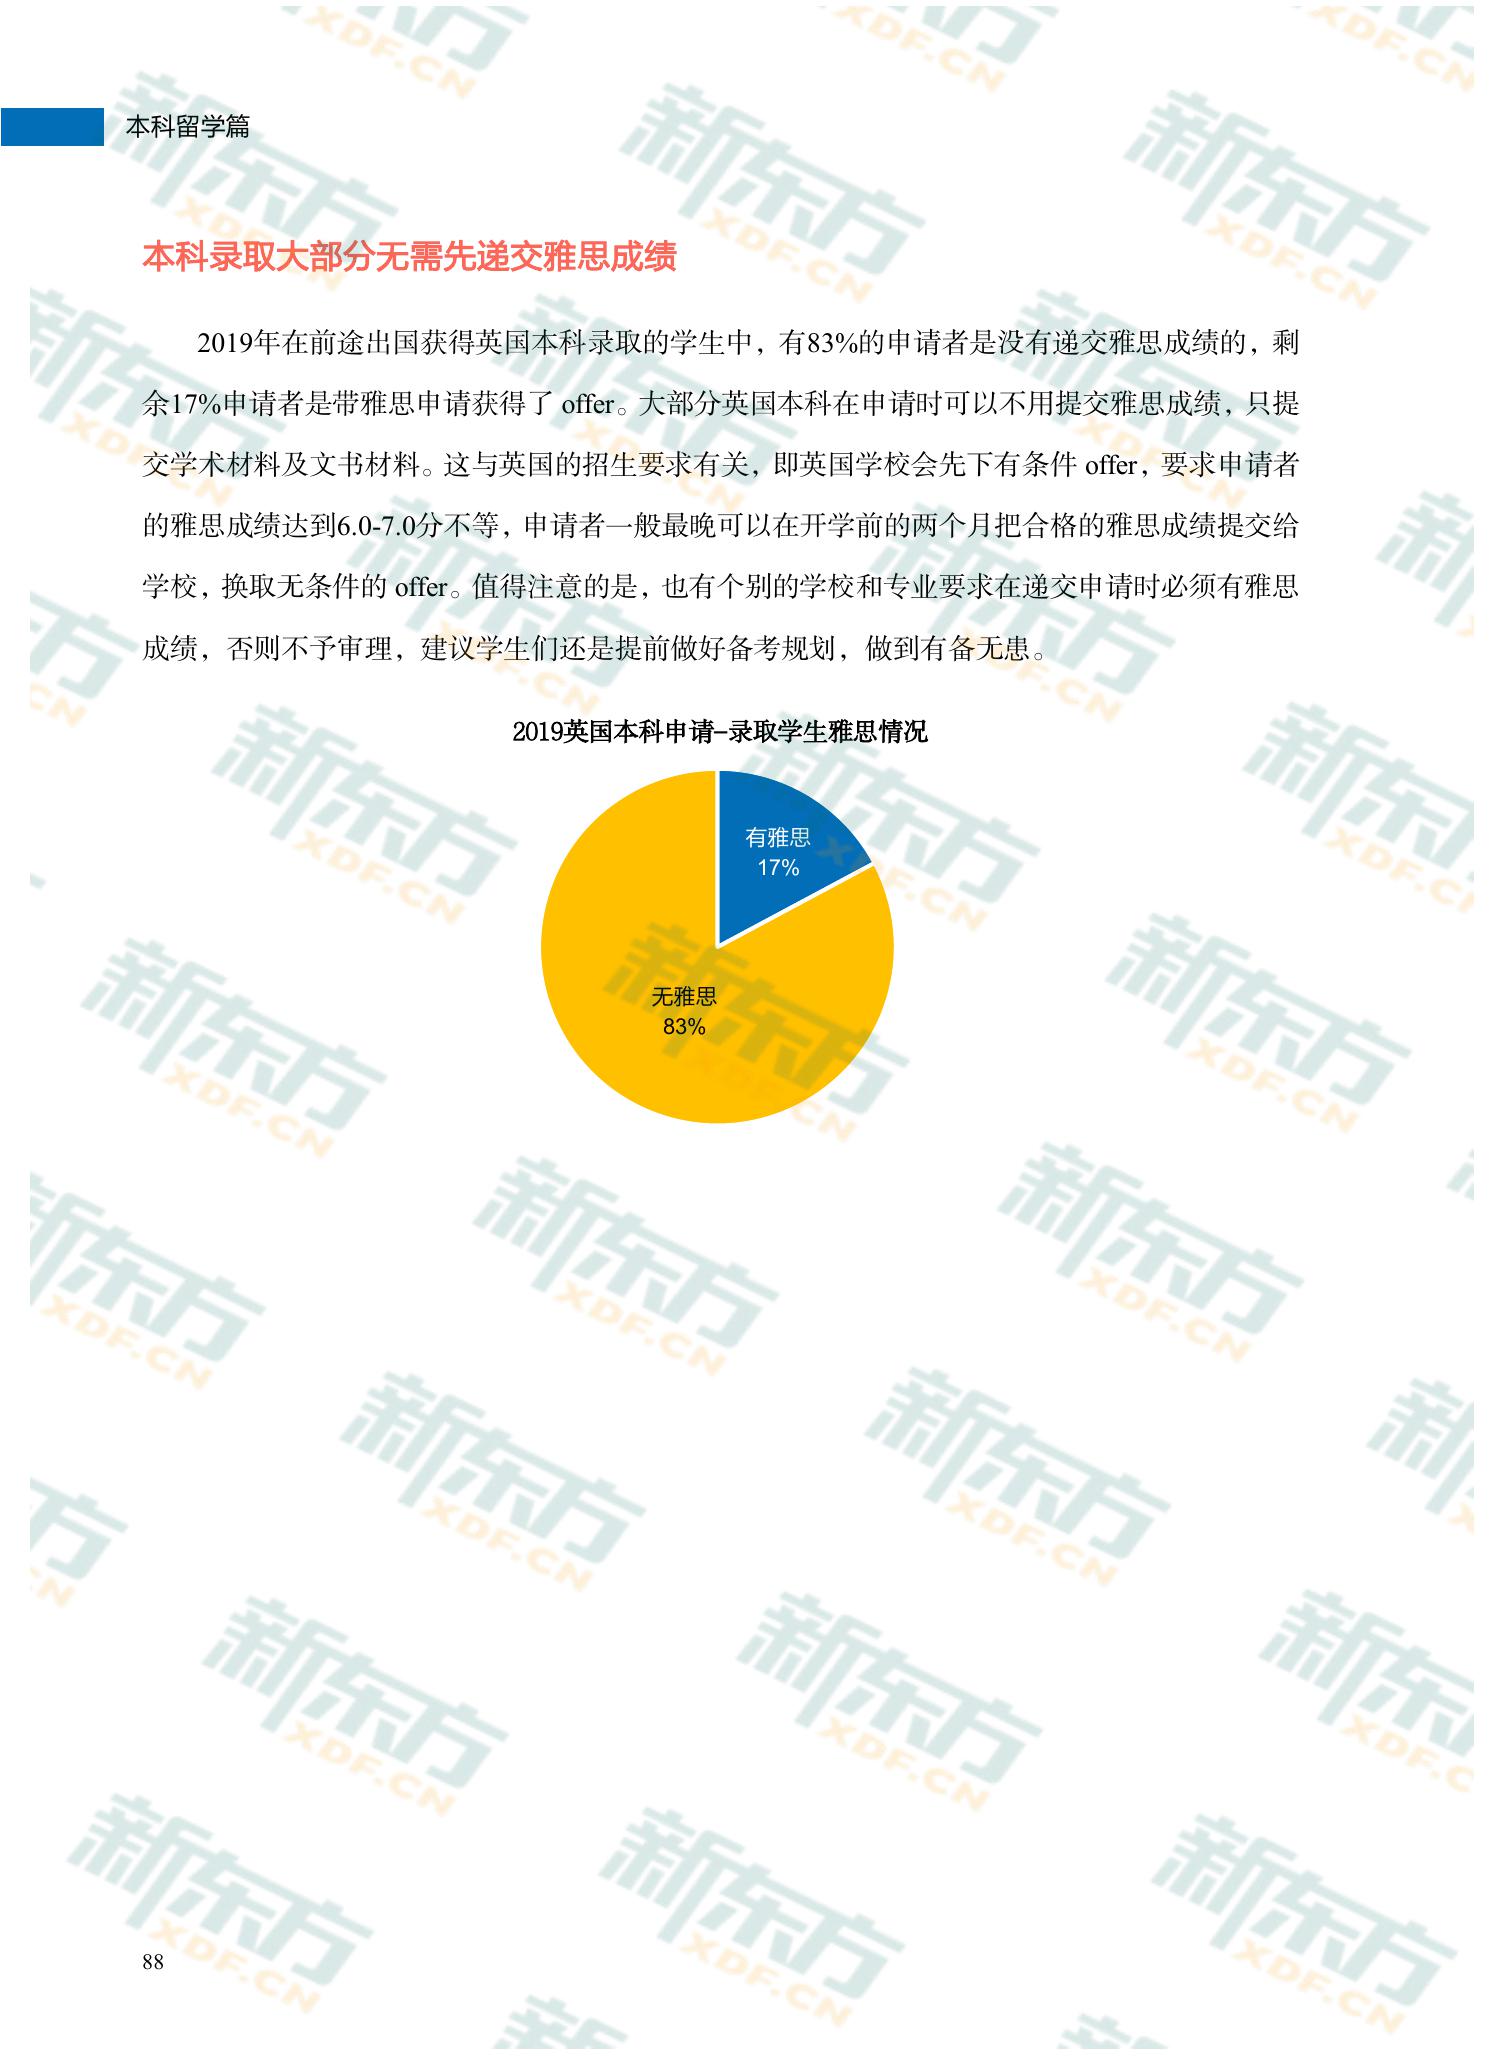 本科留学篇
本科录取大部分无需先递交雅思成绩
2019年在前途出国获得英国本科录取的学生中，有83%的申请者是没有递交雅思成绩的，剩
余17%申请者是带雅思申请获得了 offer。大部分英国本科在申请时可以不用提交雅思成绩，只提
交学术材料及文书材料。这与英国的招生要求有关，即英国学校会先下有条件 offer，要求申请者
的雅思成绩达到6.0-7.0分不等，申请者一般最晚可以在开学前的两个月把合格的雅思成绩提交给
学校，换取无条件的 offer。值得注意的是，也有个别的学校和专业要求在递交申请时必须有雅思
成绩，否则不予审理，建议学生们还是提前做好备考规划，做到有备无患。
2019英国本科申请–录取学生雅思情况
有雅思
17%
无雅思
83%
88
新东方
XDF.CN